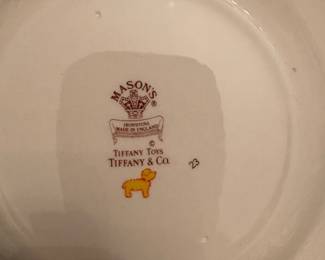 MASON'S®
IRONSTONE
MADE IN ENGLAND
©
TIFFANY TOYS
TIFFANY & CO.
23